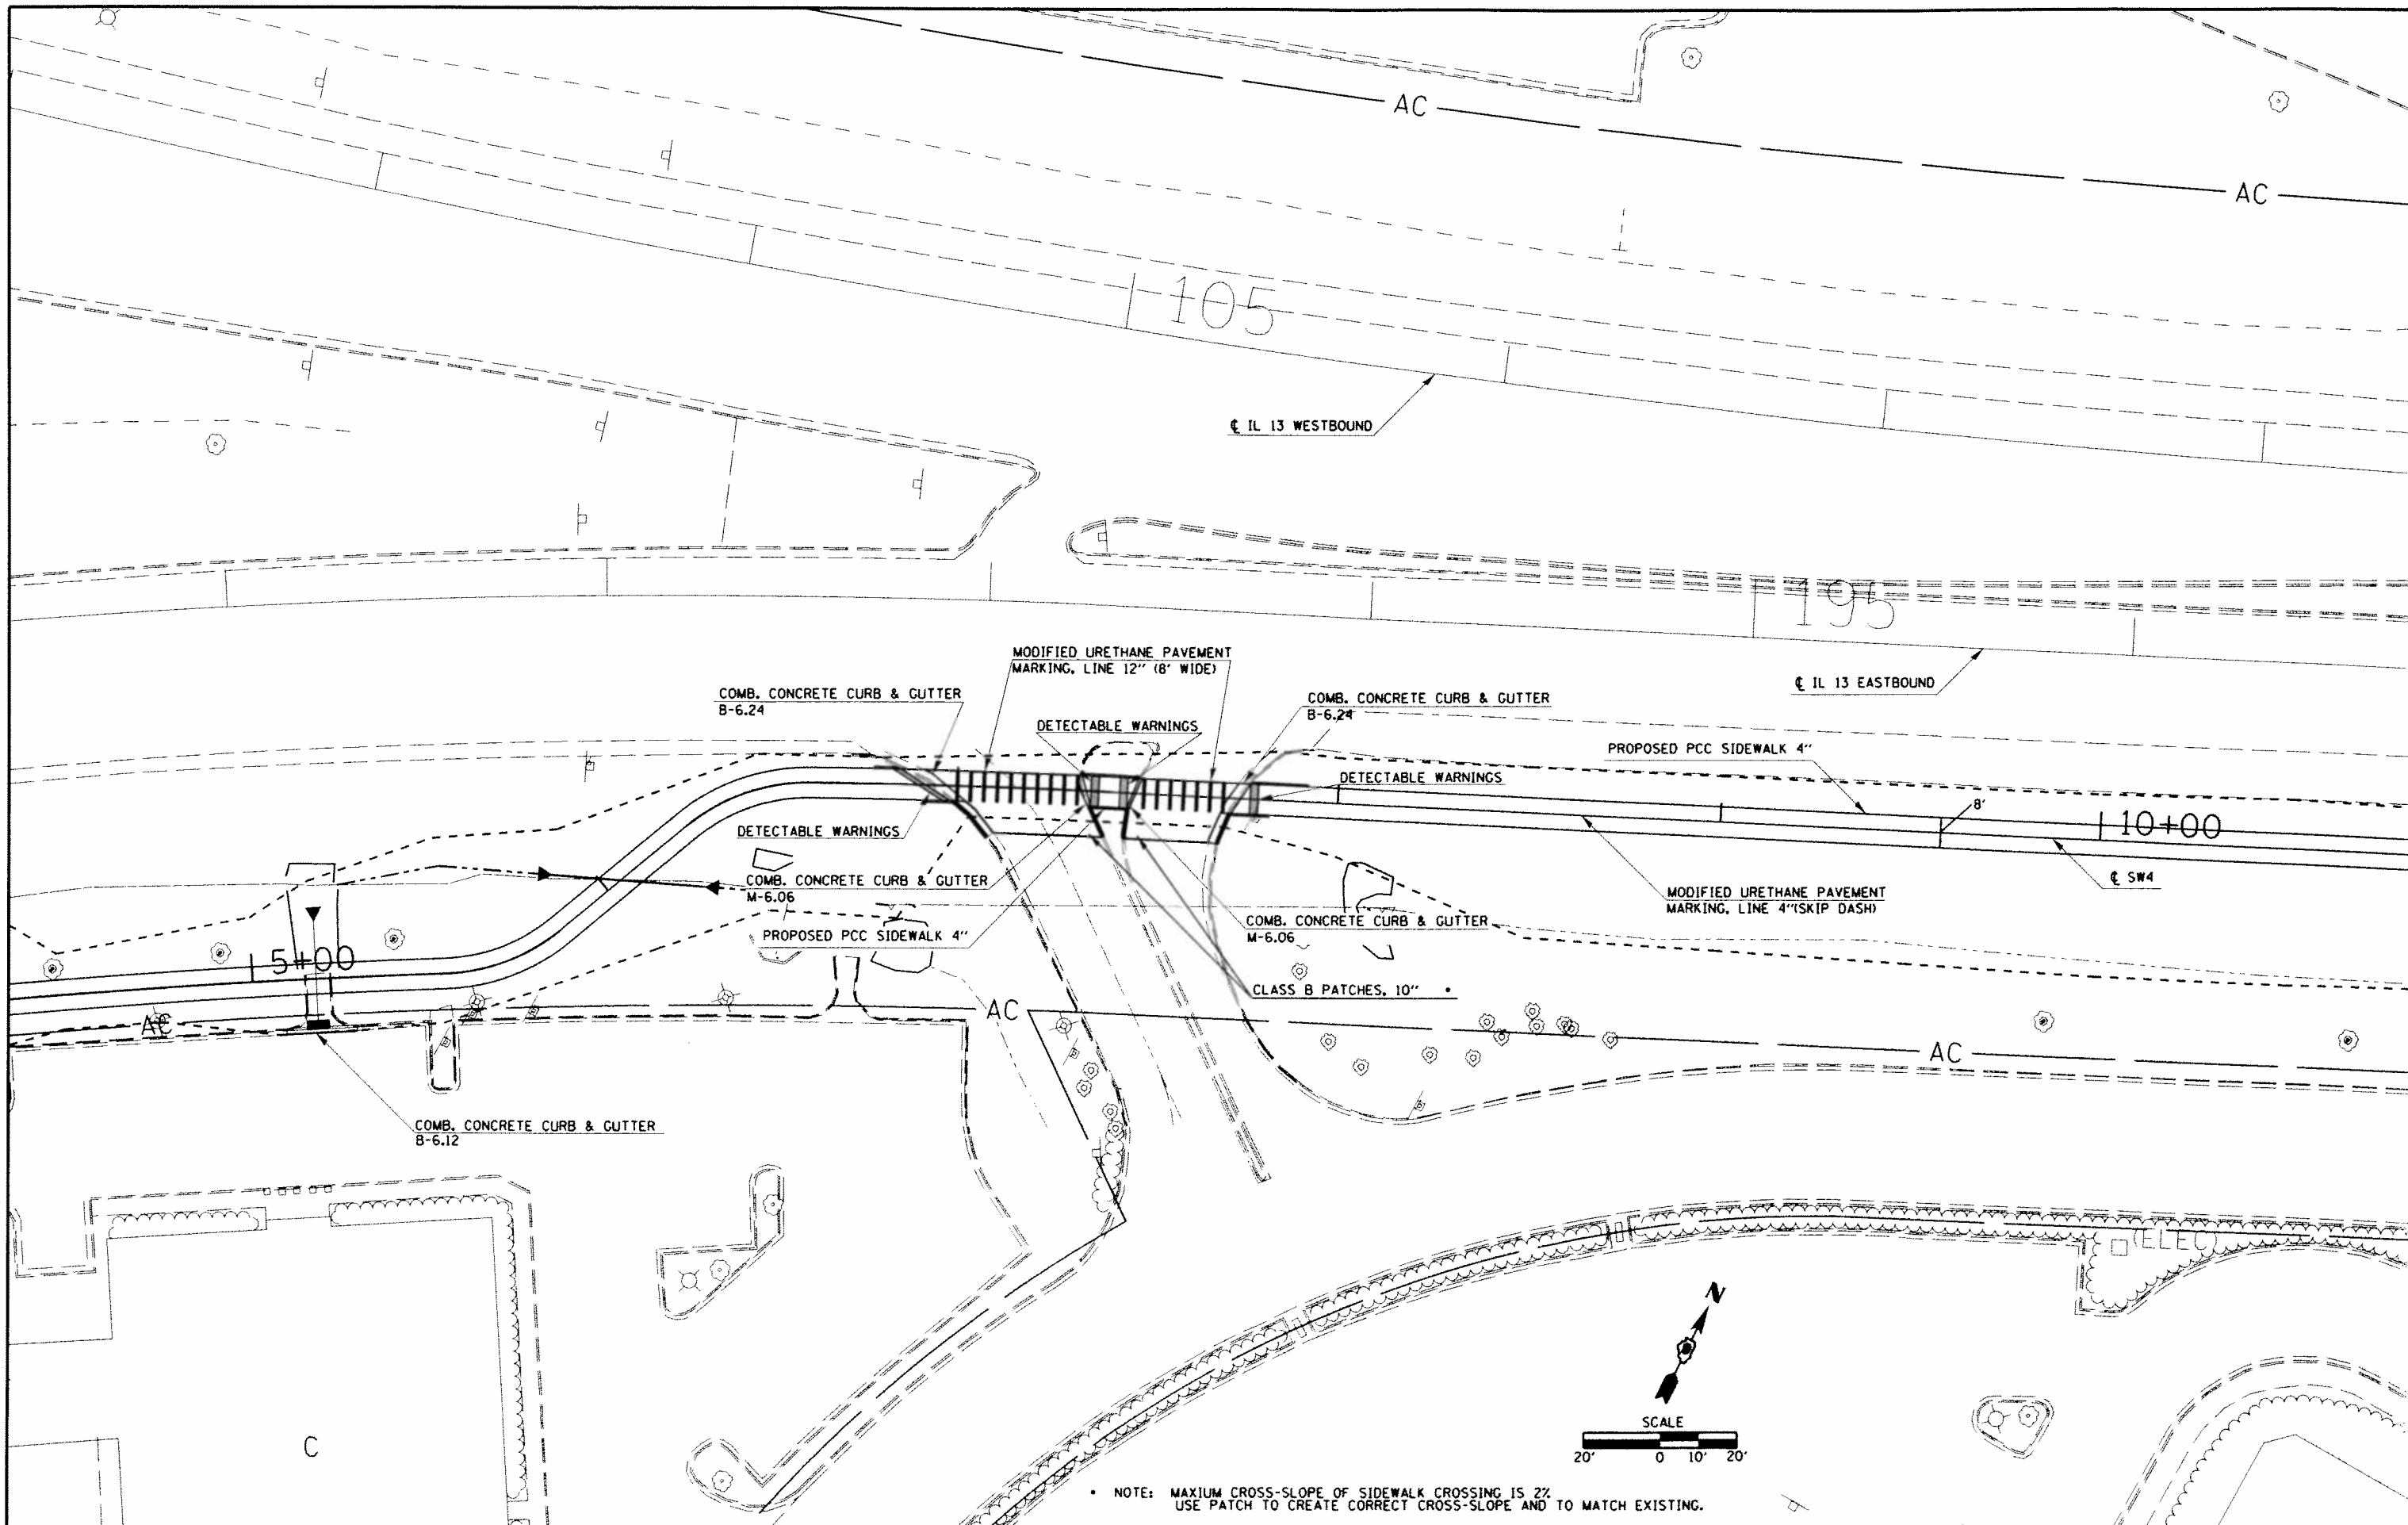 AC
AC
105
℄ IL 13 WESTBOUND
195
MODIFIED URETHANE PAVEMENT
MARKING, LINE 12" (8' WIDE)
℄ IL 13 EASTBOUND
COMB. CONCRETE CURB & GUTTER
B-6.24
COMB. CONCRETE CURB & GUTTER
B-6.24
DETECTABLE WARNINGS
PROPOSED PCC SIDEWALK 4"
DETECTABLE WARNINGS
8'
10+00
DETECTABLE WARNINGS
℄ SW4
COMB. CONCRETE CURB & GUTTER
M-6.06
MODIFIED URETHANE PAVEMENT
MARKING, LINE 4"(SKIP DASH)
COMB. CONCRETE CURB & GUTTER
M-6.06
PROPOSED PCC SIDEWALK 4"
5+00
CLASS B PATCHES, 10" *
AC
AC
AC
COMB. CONCRETE CURB & GUTTER
B-6.12
(ELEC)
N
SCALE
20' 0 10' 20'
C
* NOTE: MAXIUM CROSS-SLOPE OF SIDEWALK CROSSING IS 2%
USE PATCH TO CREATE CORRECT CROSS-SLOPE AND TO MATCH EXISTING.